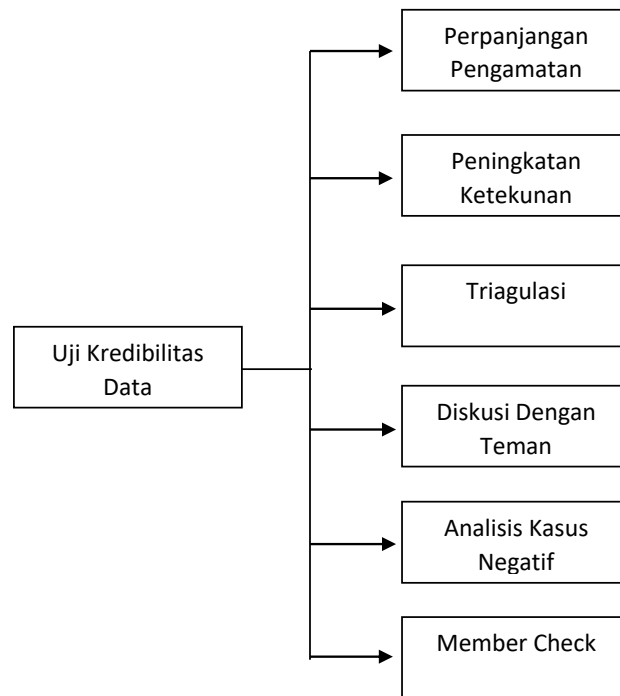 Perpanjangan
Pengamatan
Peningkatan
Ketekunan
Triagulasi
Uji Kredibilitas
Data
Diskusi Dengan
Teman
Analisis Kasus
Negatif
Member Check